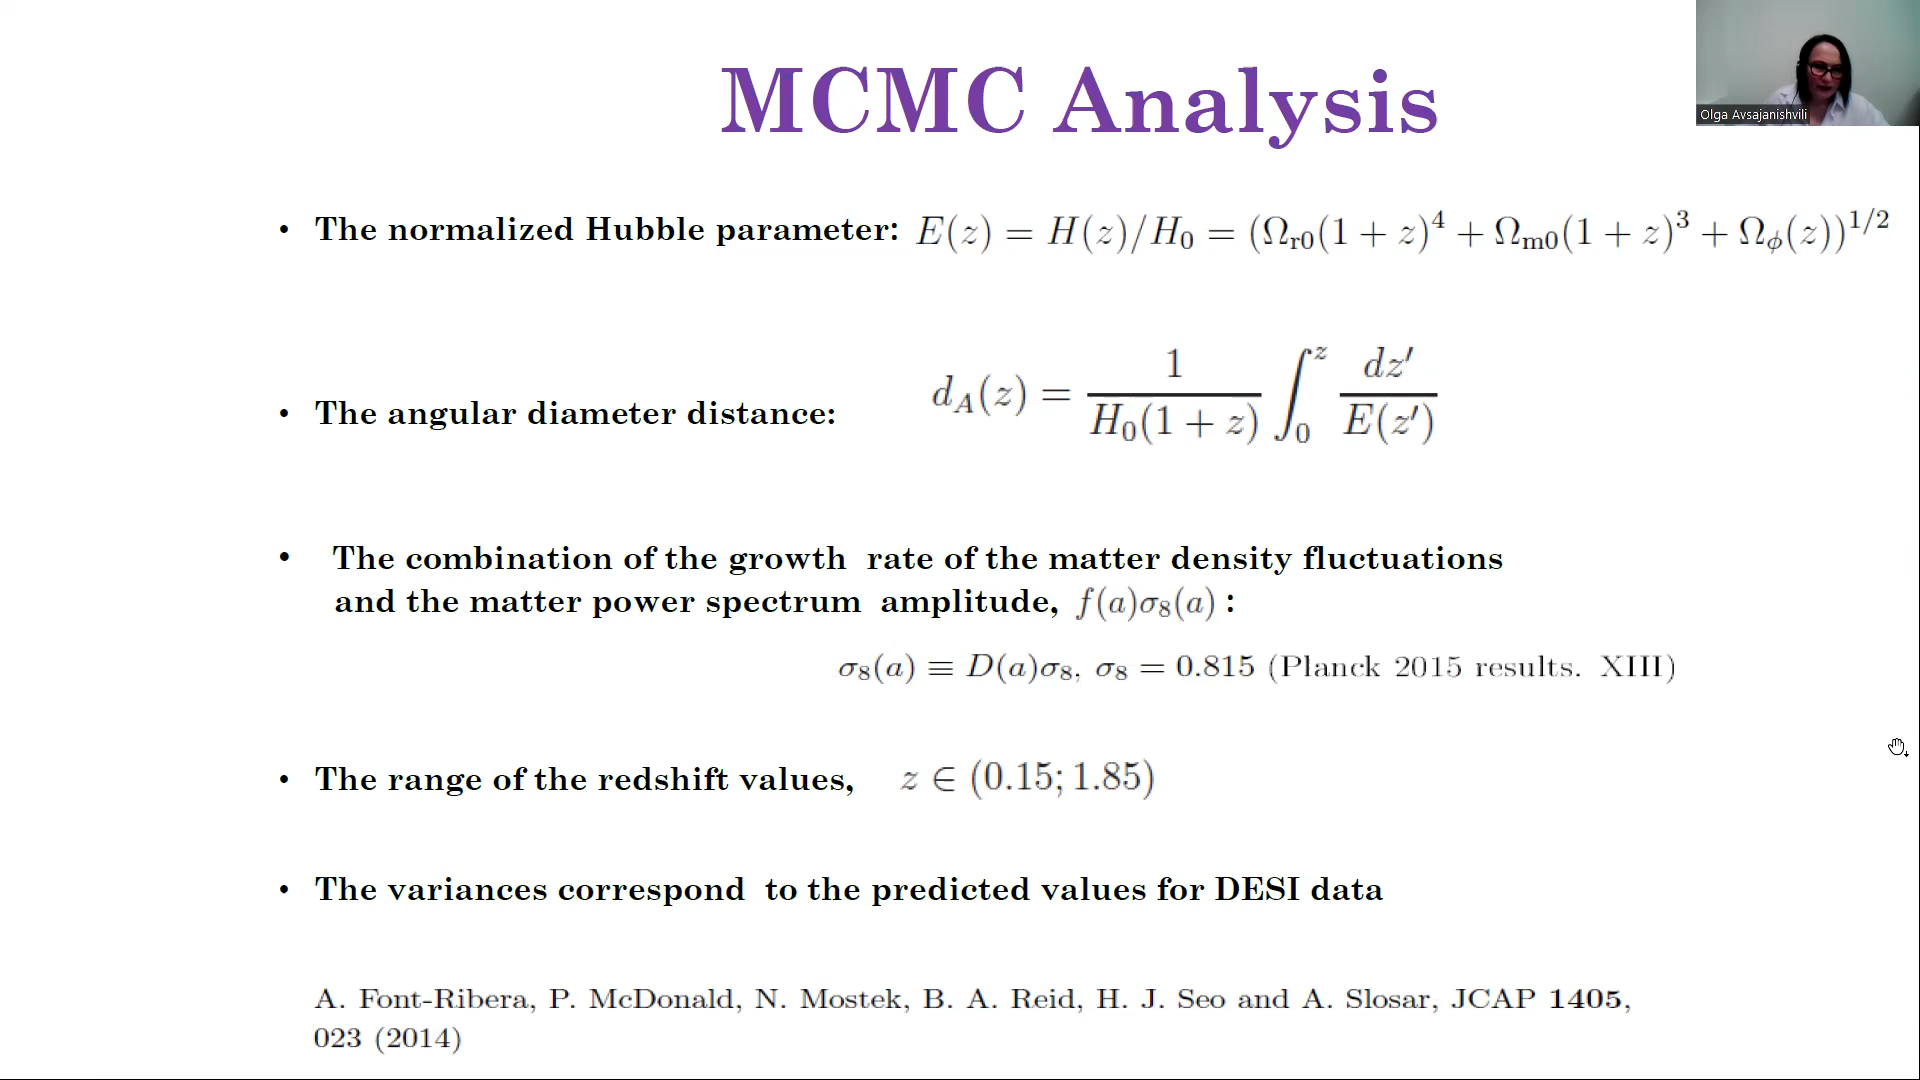 MCMC Analysis
Olga Avsajanishvili
• The normalized Hubble parameter: E(z) = H(z)/H₀ = (Ωr0(1 + z)⁴ + Ωm0(1 + z)³ + Ωϕ(z))^1/2
• The angular diameter distance: d_A(z) = 1/(H₀(1 + z)) ∫₀^z dz′/E(z′)
• The combination of the growth rate of the matter density fluctuations
and the matter power spectrum amplitude, f(a)σ₈(a) :
σ₈(a) ≡ D(a)σ₈, σ₈ = 0.815 (Planck 2015 results. XIII)
• The range of the redshift values, z ∈ (0.15; 1.85)
• The variances correspond to the predicted values for DESI data
A. Font-Ribera, P. McDonald, N. Mostek, B. A. Reid, H. J. Seo and A. Slosar, JCAP 1405,
023 (2014)